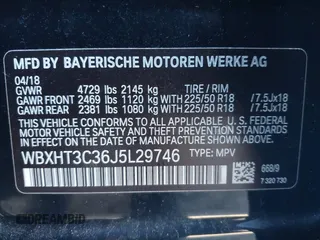 MFD BY BAYERISCHE MOTOREN WERKE AG
04/18
GVWR 4729 lbs 2145 kg TIRE / RIM
GAWR FRONT 2469 lbs 1120 kg WITH 225/50 R18 / 7.5Jx18
GAWR REAR 2381 lbs 1080 kg WITH 225/50 R18 / 7.5Jx18
THIS VEHICLE CONFORMS TO ALL APPLICABLE
U.S. FEDERAL MOTOR VEHICLE SAFETY, BUMPER,
AND THEFT PREVENTION STANDARDS IN EFFECT
ON THE DATE OF MANUFACTURE SHOWN ABOVE.
WBXHT3C36J5L29746 TYPE: MPV
668/9
7 320 730
DREAMBID